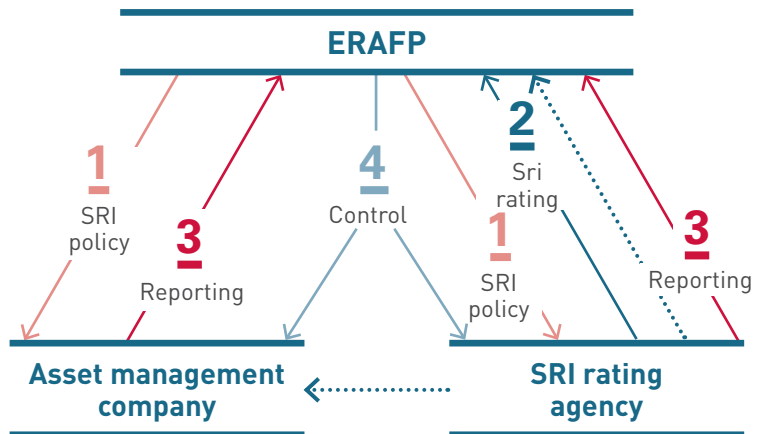 ERAFP
1
SRI
policy
3
Reporting
4
Control
2
Sri
rating
1
SRI
policy
3
Reporting
Asset management
company
SRI rating
agency